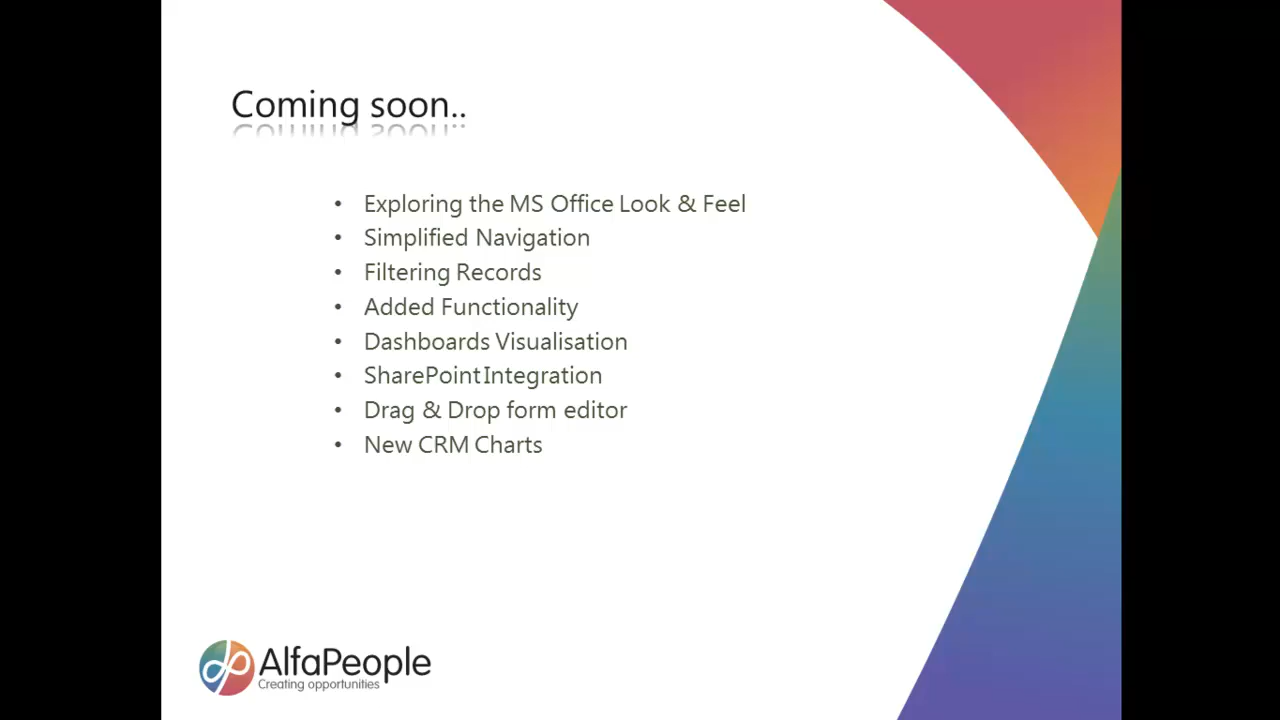 Coming soon..
• Exploring the MS Office Look & Feel
• Simplified Navigation
• Filtering Records
• Added Functionality
• Dashboards Visualisation
• SharePoint Integration
• Drag & Drop form editor
• New CRM Charts
AlfaPeople
Creating opportunities